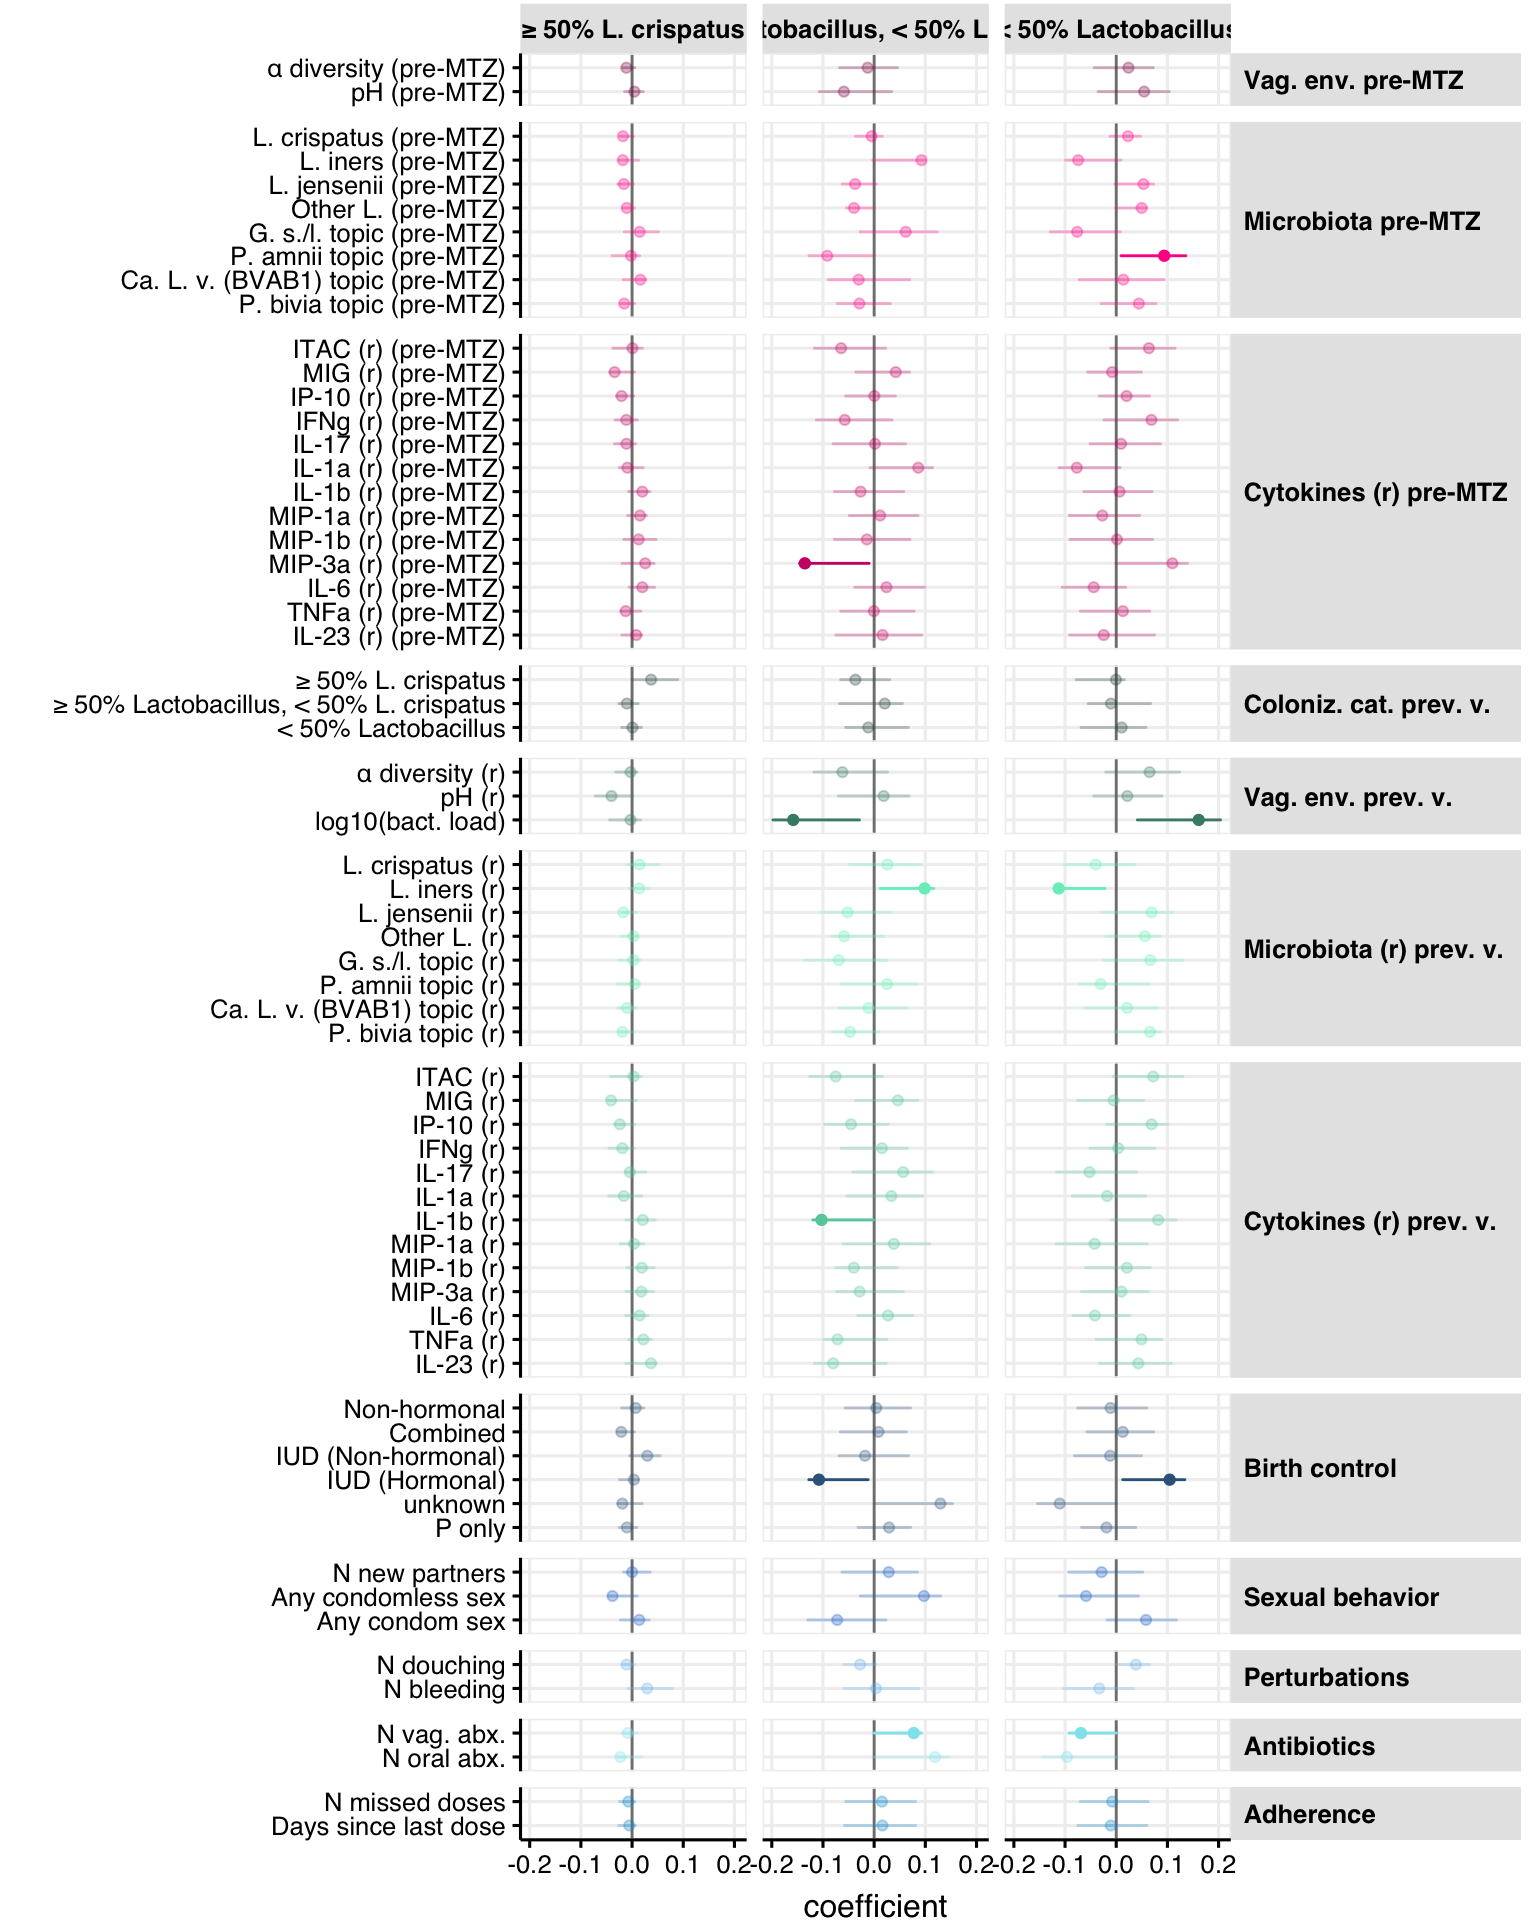 ≥ 50% L. crispatus
tobacillus, < 50% L
< 50% Lactobacillus
α diversity (pre-MTZ)
pH (pre-MTZ)
Vag. env. pre-MTZ
L. crispatus (pre-MTZ)
L. iners (pre-MTZ)
L. jensenii (pre-MTZ)
Other L. (pre-MTZ)
G. s./l. topic (pre-MTZ)
P. amnii topic (pre-MTZ)
Ca. L. v. (BVAB1) topic (pre-MTZ)
P. bivia topic (pre-MTZ)
Microbiota pre-MTZ
ITAC (r) (pre-MTZ)
MIG (r) (pre-MTZ)
IP-10 (r) (pre-MTZ)
IFNg (r) (pre-MTZ)
IL-17 (r) (pre-MTZ)
IL-1a (r) (pre-MTZ)
IL-1b (r) (pre-MTZ)
MIP-1a (r) (pre-MTZ)
MIP-1b (r) (pre-MTZ)
MIP-3a (r) (pre-MTZ)
IL-6 (r) (pre-MTZ)
TNFa (r) (pre-MTZ)
IL-23 (r) (pre-MTZ)
Cytokines (r) pre-MTZ
≥ 50% L. crispatus
≥ 50% Lactobacillus, < 50% L. crispatus
< 50% Lactobacillus
Coloniz. cat. prev. v.
α diversity (r)
pH (r)
log10(bact. load)
Vag. env. prev. v.
L. crispatus (r)
L. iners (r)
L. jensenii (r)
Other L. (r)
G. s./l. topic (r)
P. amnii topic (r)
Ca. L. v. (BVAB1) topic (r)
P. bivia topic (r)
Microbiota (r) prev. v.
ITAC (r)
MIG (r)
IP-10 (r)
IFNg (r)
IL-17 (r)
IL-1a (r)
IL-1b (r)
MIP-1a (r)
MIP-1b (r)
MIP-3a (r)
IL-6 (r)
TNFa (r)
IL-23 (r)
Cytokines (r) prev. v.
Non-hormonal
Combined
IUD (Non-hormonal)
IUD (Hormonal)
unknown
P only
Birth control
N new partners
Any condomless sex
Any condom sex
Sexual behavior
N douching
N bleeding
Perturbations
N vag. abx.
N oral abx.
Antibiotics
N missed doses
Days since last dose
Adherence
-0.2 -0.1 0.0 0.1 0.2
-0.2 -0.1 0.0 0.1 0.2
-0.2 -0.1 0.0 0.1 0.2
coefficient